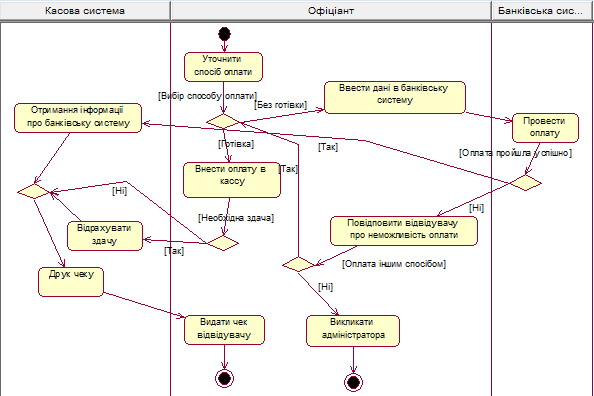 Касова система
Офіціант
Банківська сис...
Уточнити
спосіб оплати
[Вибір способу оплати]
[Без готівки]
Ввести дані в банківську
систему
Отримання інформації
про банківську систему
Провести
оплату
[Готівка]
[Так]
[Оплата пройшла успішно]
Внести оплату в
кассу
[Так]
[Ні]
[Ні]
[Необхідна здача]
Повідповити відвідувачу
про неможливість оплати
Відрахувати
здачу
[Так]
[Оплата іншим спосібом]
Друк чеку
[Ні]
Видати чек
відвідувачу
Викликати
адміністратора